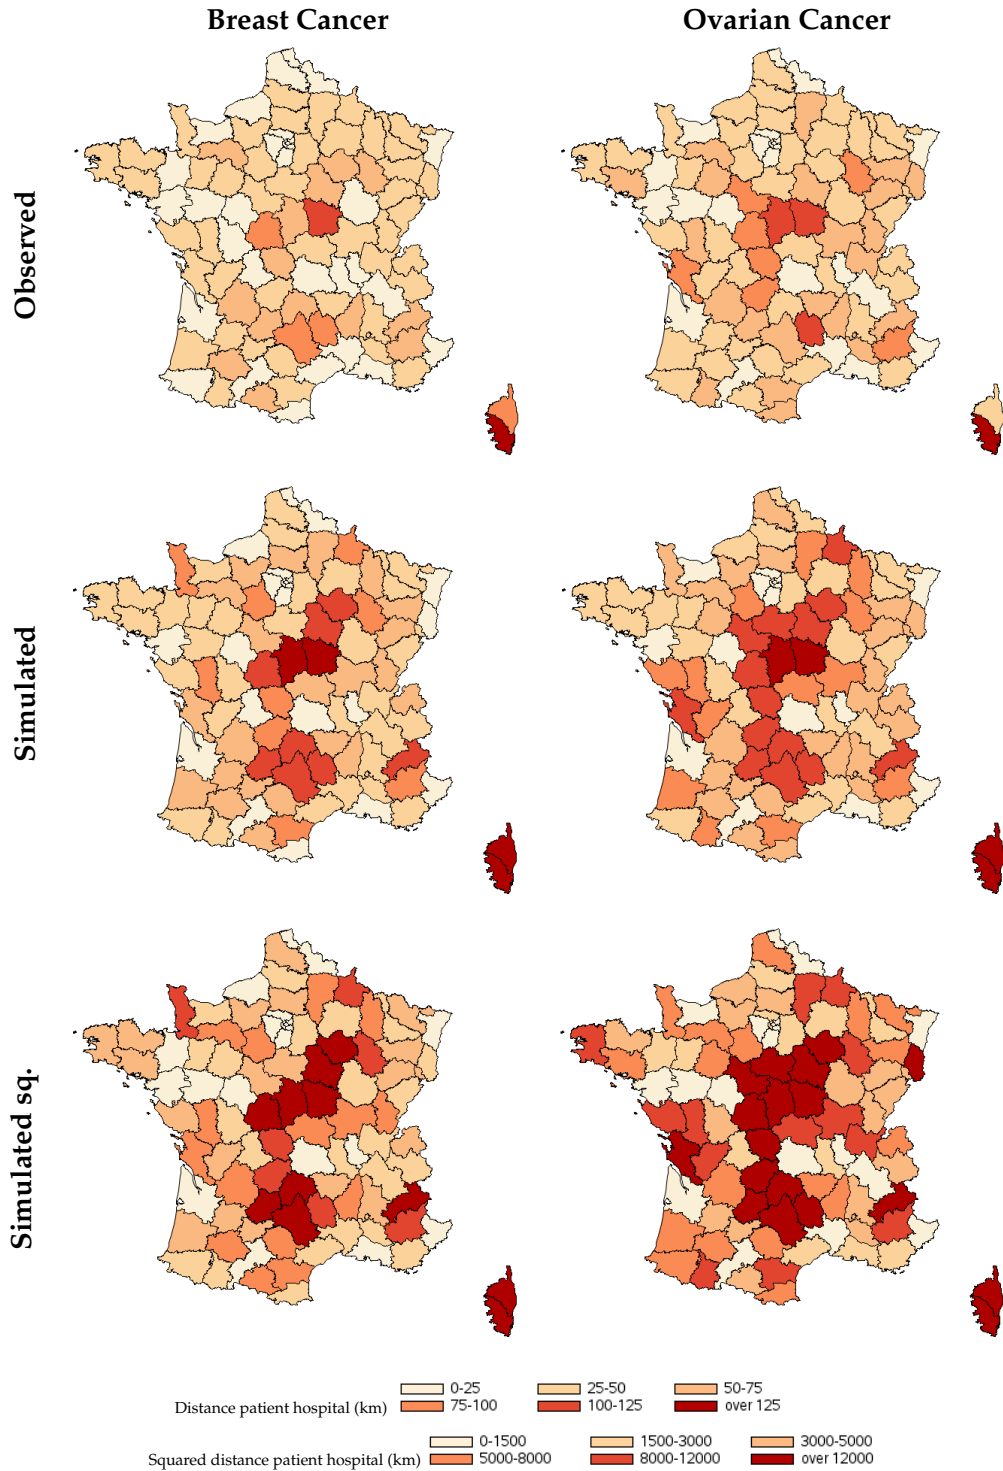 Breast Cancer Ovarian Cancer
Observed
Simulated
Simulated sq.
0-25 25-50 50-75
Distance patient hospital (km) 75-100 100-125 over 125
0-1500 1500-3000 3000-5000
Squared distance patient hospital (km) 5000-8000 8000-12000 over 12000